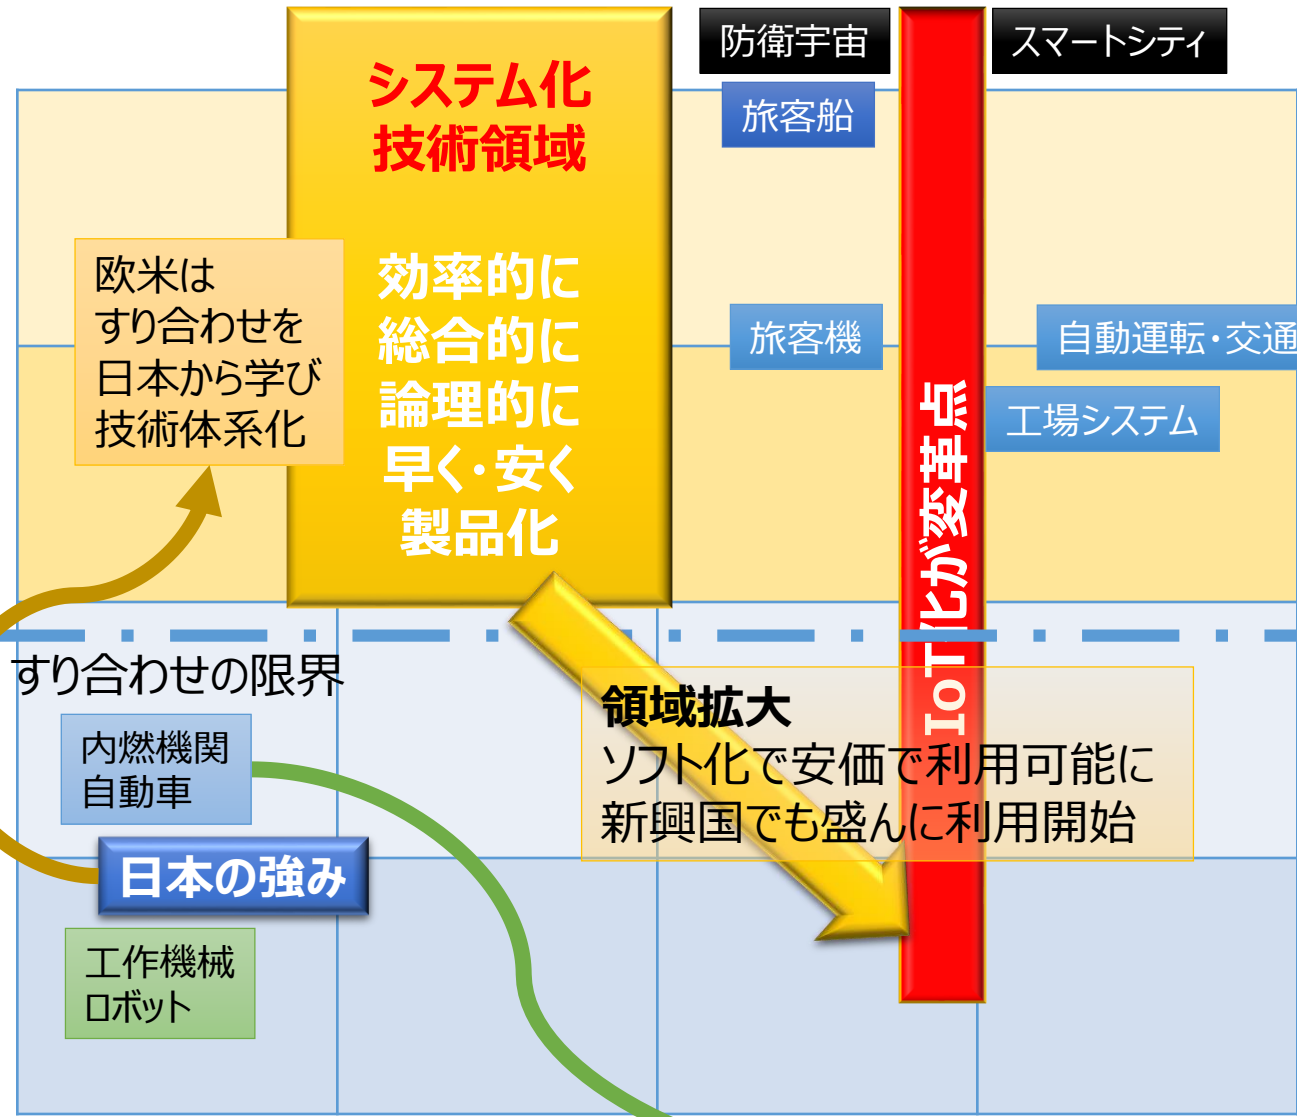 防衛宇宙
スマートシティ
システム化
技術領域
旅客船
効率的に
総合的に
論理的に
早く・安く
製品化
欧米は
すり合わせを
日本から学び
技術体系化
旅客機
自動運転・交通
工場システム
IoT化が変革点
すり合わせの限界
領域拡大
ソフト化で安価で利用可能に
新興国でも盛んに利用開始
内燃機関
自動車
日本の強み
工作機械
ロボット